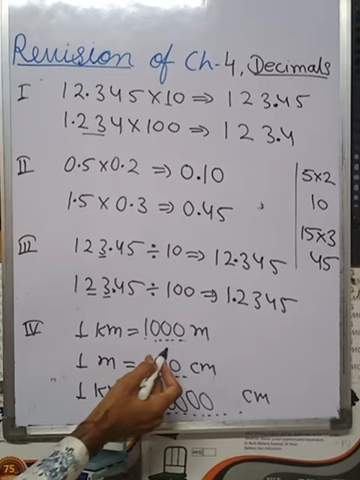 Revision of Ch-4, Decimals
I 12.345×10 ⇒ 123.45
1.234×100 ⇒ 123.4
II 0.5×0.2 ⇒ 0.10
1.5×0.3 ⇒ 0.45
5×2
10
15×3
45
III 123.45÷10 ⇒ 12.345
123.45÷100 ⇒ 1.2345
IV 1 km = 1000 m
1 m = cm
1 cm
75